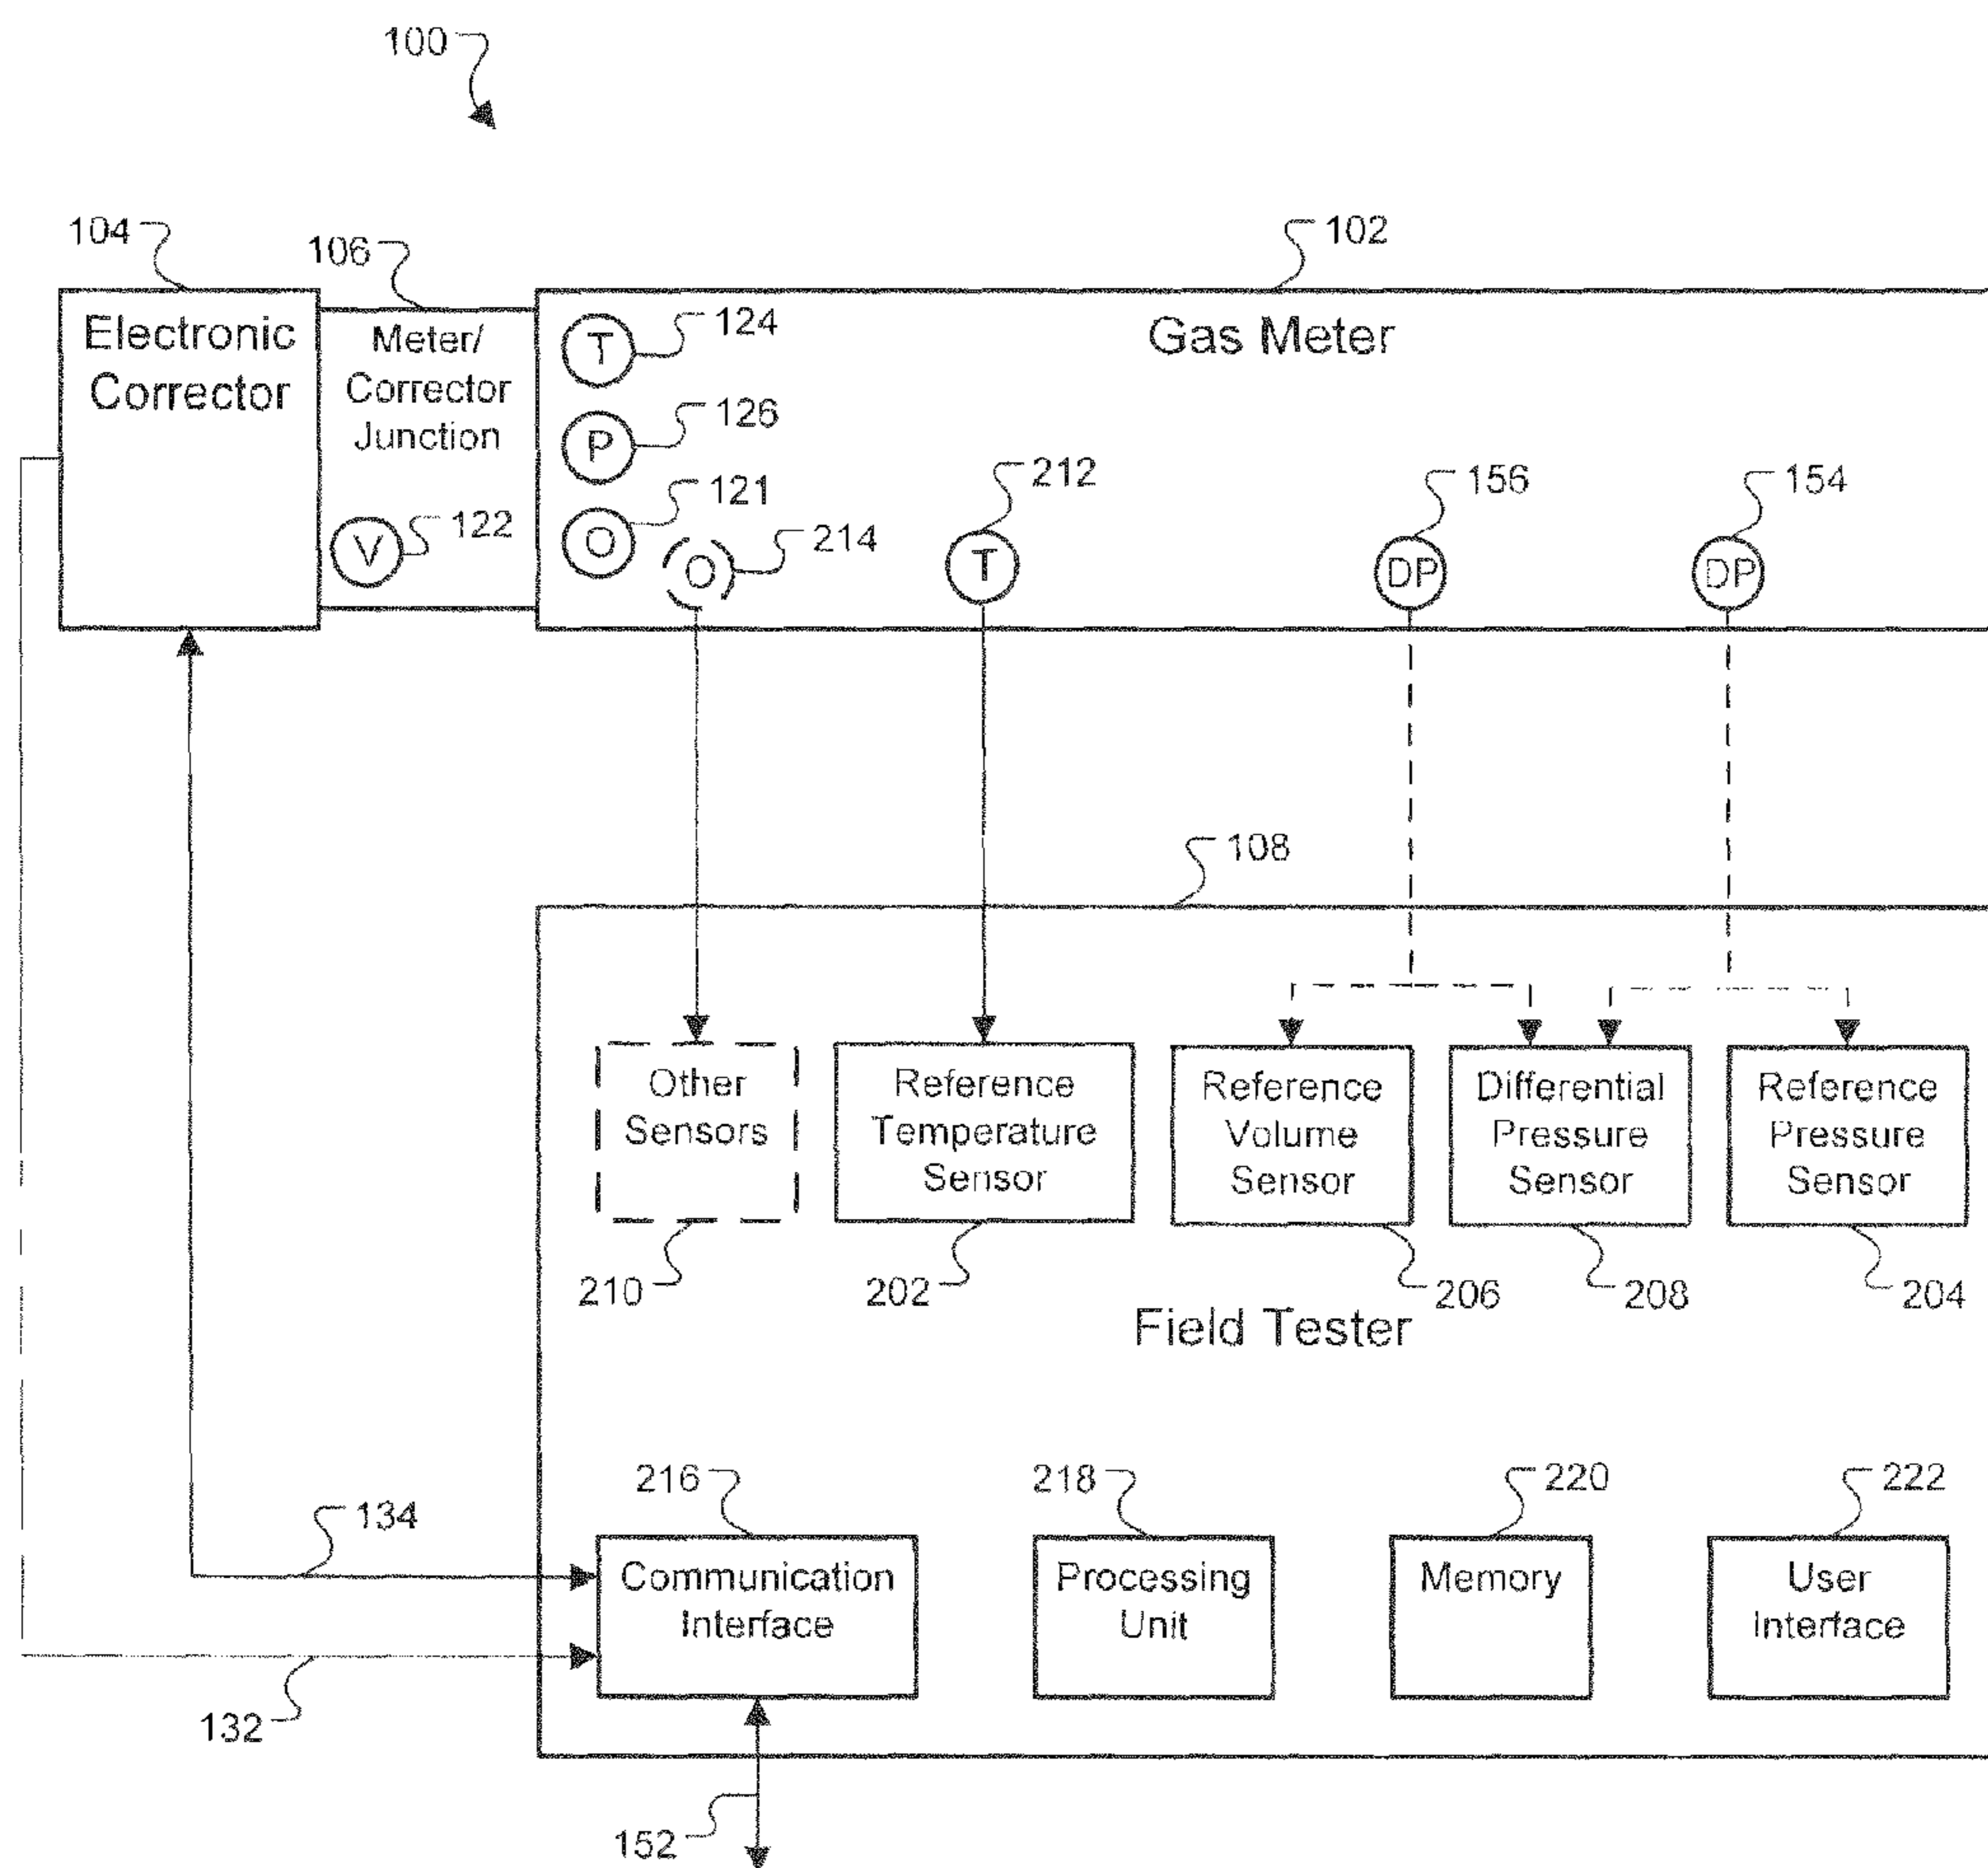 100
104
106
102
Electronic
Corrector
Meter/
Corrector
Junction
Gas Meter
T
124
P
126
O
121
V
122
O
214
T
212
DP
156
DP
154
108
Other
Sensors
Reference
Temperature
Sensor
Reference
Volume
Sensor
Differential
Pressure
Sensor
Reference
Pressure
Sensor
210
202
206
208
204
Field Tester
216
218
220
222
134
Communication
Interface
Processing
Unit
Memory
User
Interface
132
152